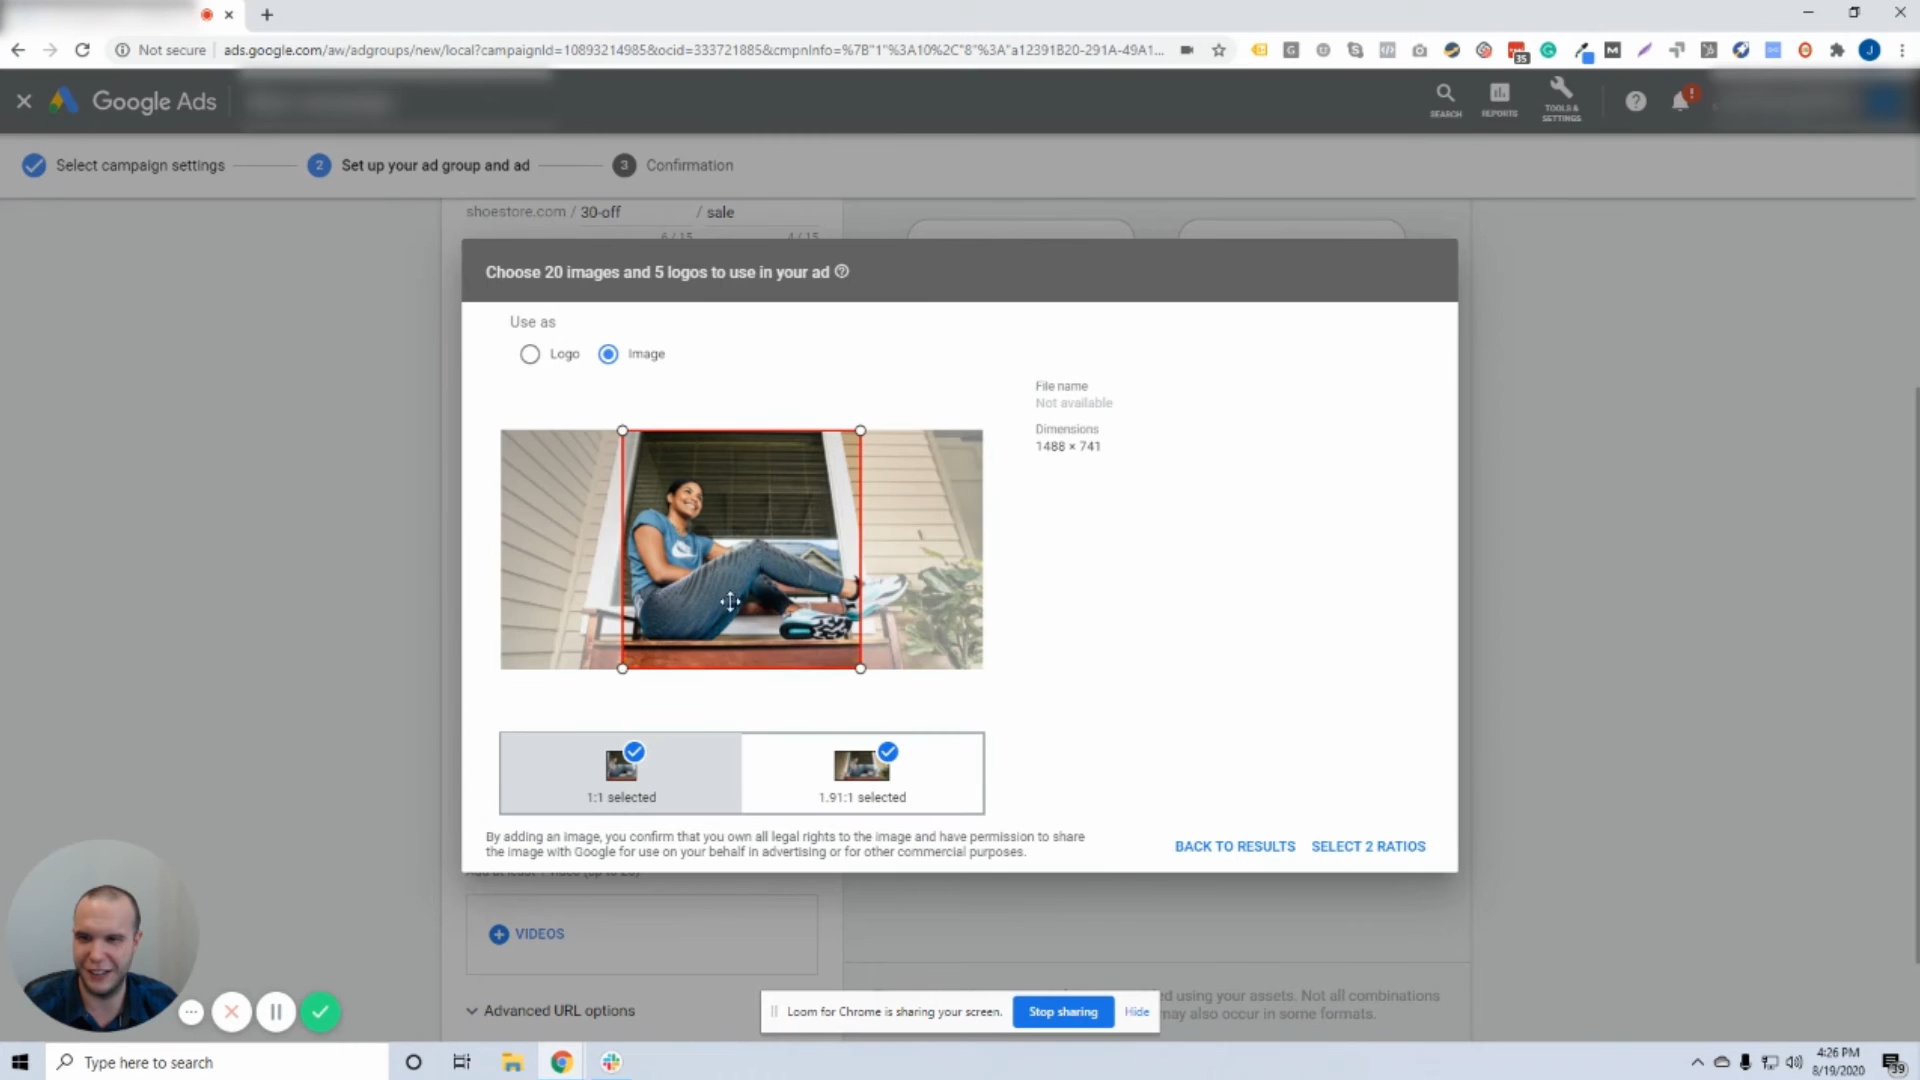 Not secure
ads.google.com/aw/adgroups/new/local?campaignId=10893214985&ocid=333721885&cmpnInfo=%7B"1"%3A10%2C"8"%3A"a12391B20-291A-49A1...
35
J
Google Ads
SEARCH
REPORTS
TOOLS & SETTINGS
!
Select campaign settings
2 Set up your ad group and ad
3 Confirmation
shoestore.com / 30-off / sale
6 / 15 4 / 15
Choose 20 images and 5 logos to use in your ad
Use as
Logo Image
File name
Not available
Dimensions
1488 × 741
1:1 selected
1.91:1 selected
By adding an image, you confirm that you own all legal rights to the image and have permission to share
the image with Google for use on your behalf in advertising or for other commercial purposes.
BACK TO RESULTS SELECT 2 RATIOS
VIDEOS
Advanced URL options
ed using your assets. Not all combinations
may also occur in some formats.
Loom for Chrome is sharing your screen.
Stop sharing
Hide
Type here to search
4:26 PM
8/19/2020
39